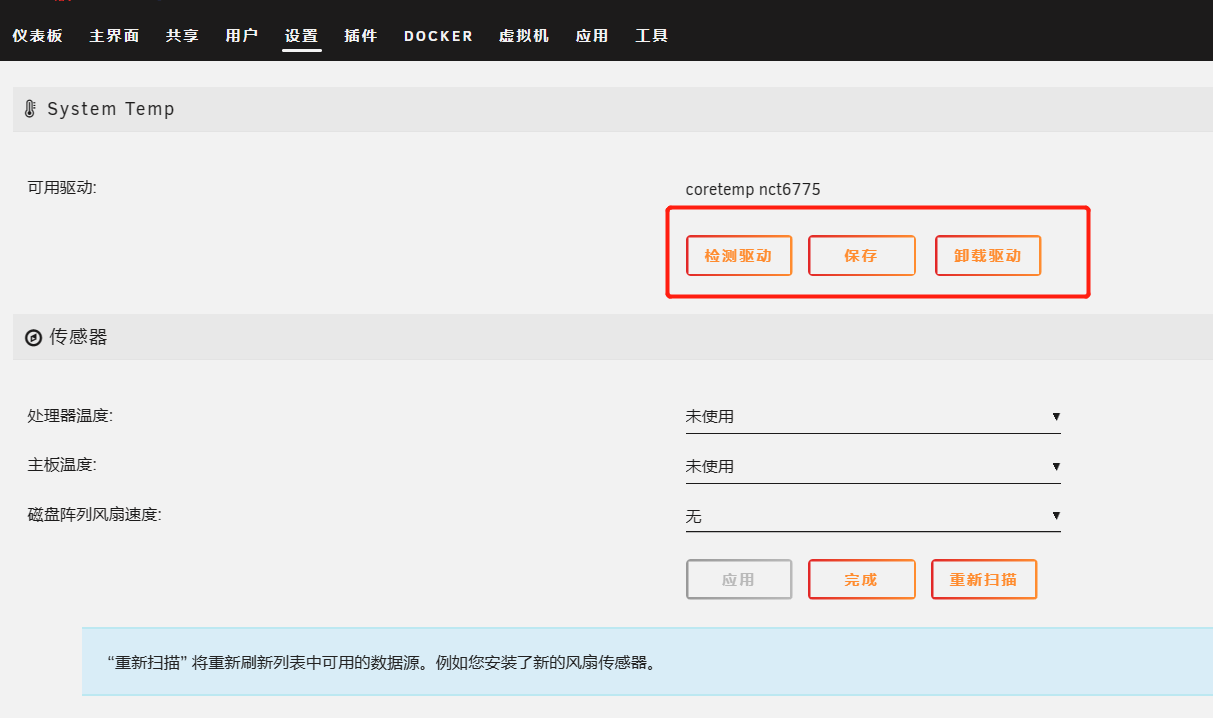 仪表板 主界面 共享 用户 设置 插件 DOCKER 虚拟机 应用 工具
System Temp
可用驱动: coretemp nct6775
检测驱动 保存 卸载驱动
传感器
处理器温度: 未使用
主板温度: 未使用
磁盘阵列风扇速度: 无
应用 完成 重新扫描
“重新扫描” 将重新刷新列表中可用的数据源。例如您安装了新的风扇传感器。